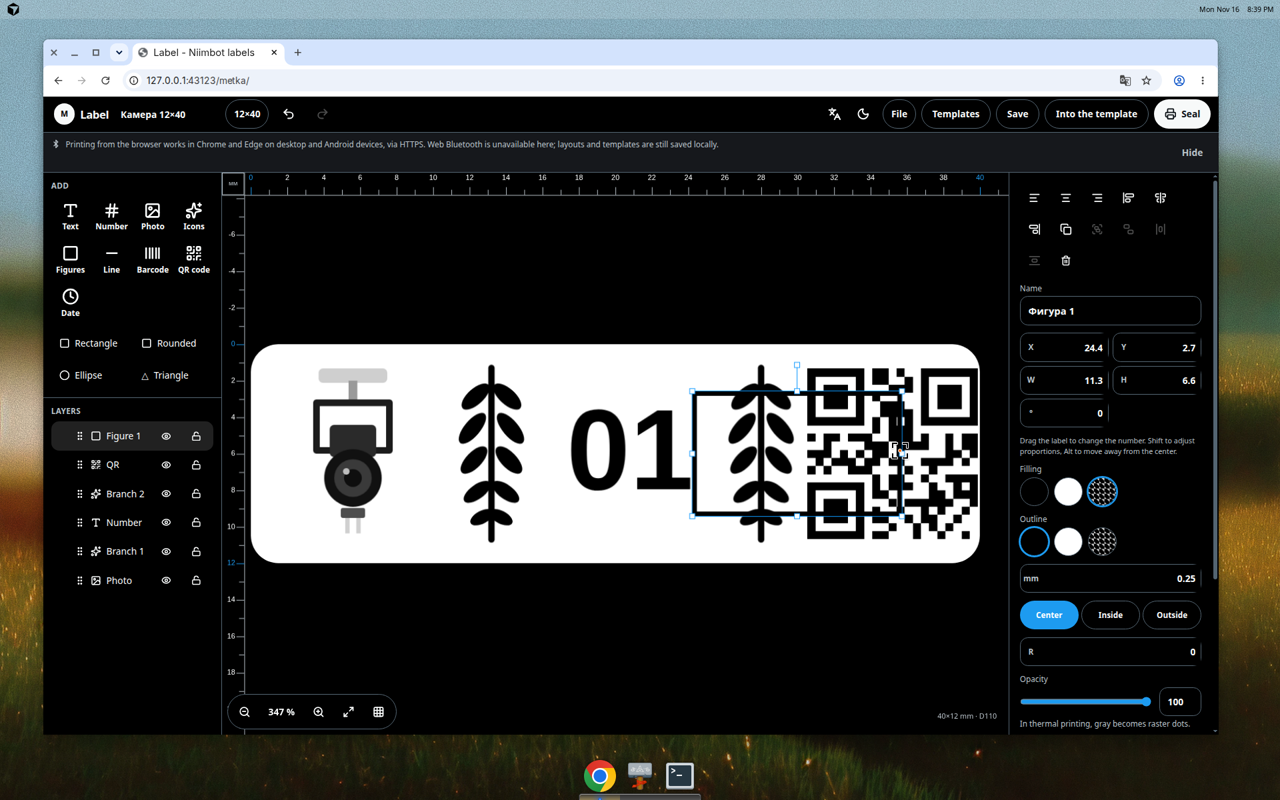 Mon Nov 16 8:39 PM
Label - Niimbot labels
127.0.0.1:43123/metka/
M Label Камера 12×40 12×40 File Templates Save Into the template Seal
Printing from the browser works in Chrome and Edge on desktop and Android devices, via HTTPS. Web Bluetooth is unavailable here; layouts and templates are still saved locally.
Hide
ADD
Text Number Photo Icons
Figures Line Barcode QR code
Date
Rectangle Rounded
Ellipse Triangle
LAYERS
Figure 1
QR
Branch 2
Number
Branch 1
Photo
мм 0 2 4 6 8 10 12 14 16 18 20 22 24 26 28 30 32 34 36 38 40
-6
-4
-2
0
2
4
6
8
10
12
14
16
18
01
347 %
40×12 mm · D110
Name
Фигура 1
X 24.4 Y 2.7
W 11.3 H 6.6
° 0
Drag the label to change the number. Shift to adjust
proportions, Alt to move away from the center.
Filling
Outline
mm 0.25
Center Inside Outside
R 0
Opacity
100
In thermal printing, gray becomes raster dots.